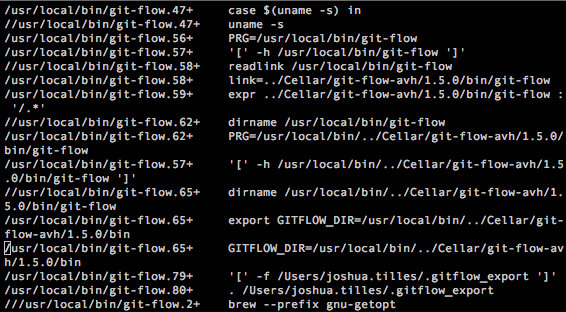 /usr/local/bin/git-flow.47+     case $(uname -s) in
//usr/local/bin/git-flow.47+    uname -s
/usr/local/bin/git-flow.56+     PRG=/usr/local/bin/git-flow
/usr/local/bin/git-flow.57+     '[' -h /usr/local/bin/git-flow ']'
//usr/local/bin/git-flow.58+    readlink /usr/local/bin/git-flow
/usr/local/bin/git-flow.58+     link=../Cellar/git-flow-avh/1.5.0/bin/git-flow
/usr/local/bin/git-flow.59+     expr ../Cellar/git-flow-avh/1.5.0/bin/git-flow :
 '/.*'
//usr/local/bin/git-flow.62+    dirname /usr/local/bin/git-flow
/usr/local/bin/git-flow.62+     PRG=/usr/local/bin/../Cellar/git-flow-avh/1.5.0/
bin/git-flow
/usr/local/bin/git-flow.57+     '[' -h /usr/local/bin/../Cellar/git-flow-avh/1.5
.0/bin/git-flow ']'
//usr/local/bin/git-flow.65+    dirname /usr/local/bin/../Cellar/git-flow-avh/1.
5.0/bin/git-flow
/usr/local/bin/git-flow.65+     export GITFLOW_DIR=/usr/local/bin/../Cellar/git-
flow-avh/1.5.0/bin
/usr/local/bin/git-flow.65+     GITFLOW_DIR=/usr/local/bin/../Cellar/git-flow-av
h/1.5.0/bin
/usr/local/bin/git-flow.79+     '[' -f /Users/joshua.tilles/.gitflow_export ']'
/usr/local/bin/git-flow.80+     . /Users/joshua.tilles/.gitflow_export
///usr/local/bin/git-flow.2+    brew --prefix gnu-getopt